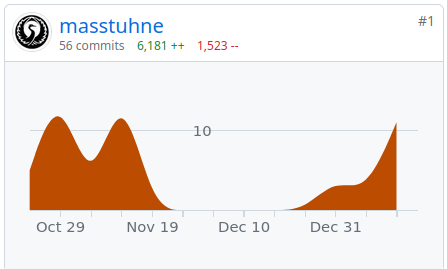 masstuhne
#1
56 commits 6,181 ++ 1,523 --
10
Oct 29 Nov 19 Dec 10 Dec 31